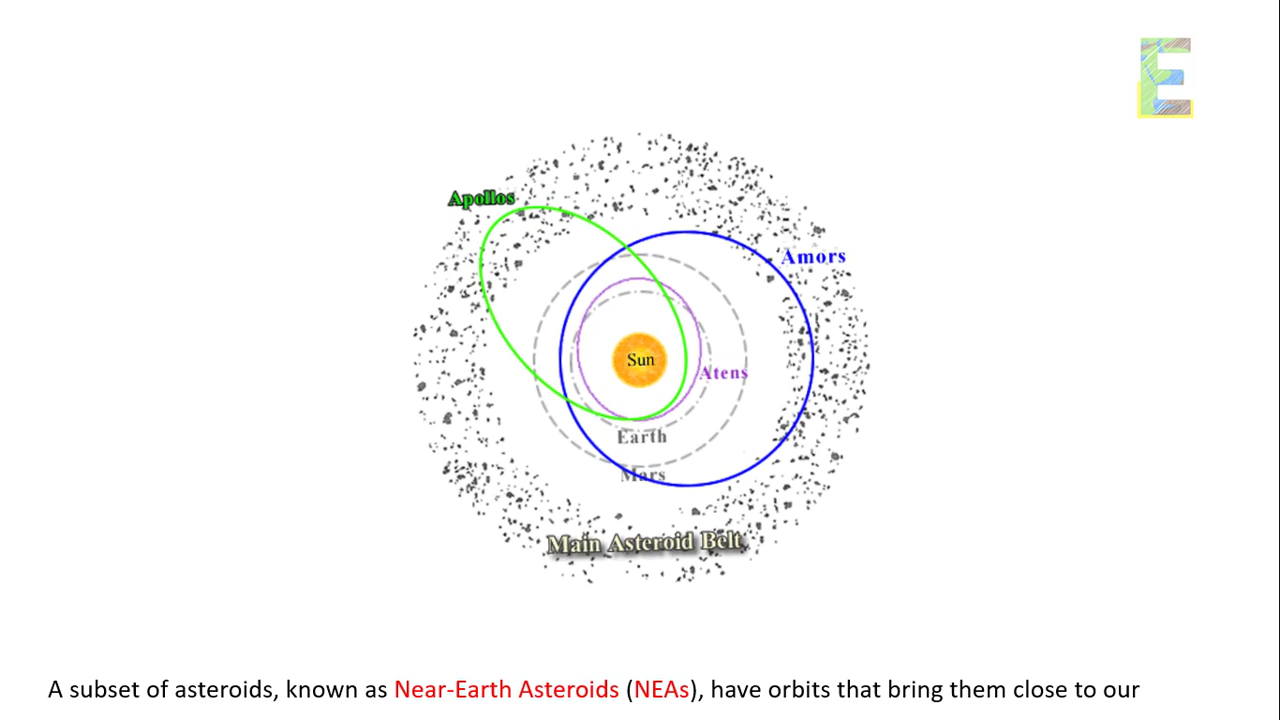 E
Apollos
Amors
Sun
Atens
Earth
Mars
Main Asteroid Belt
A subset of asteroids, known as Near-Earth Asteroids (NEAs), have orbits that bring them close to our